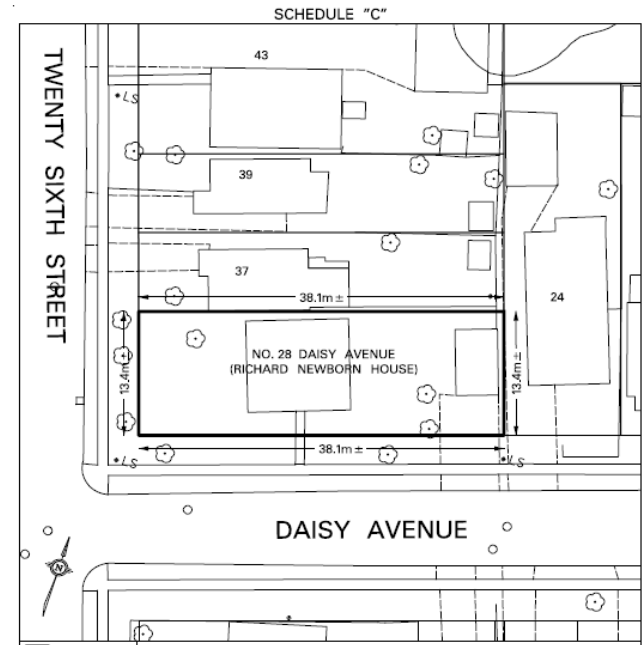 SCHEDULE "C"
TWENTY SIXTH STREET
43
LS
39
37
24
38.1m ±
NO. 28 DAISY AVENUE
(RICHARD NEWBORN HOUSE)
13.4m ±
13.4m ±
38.1m ±
LS
LS
DAISY AVENUE
N